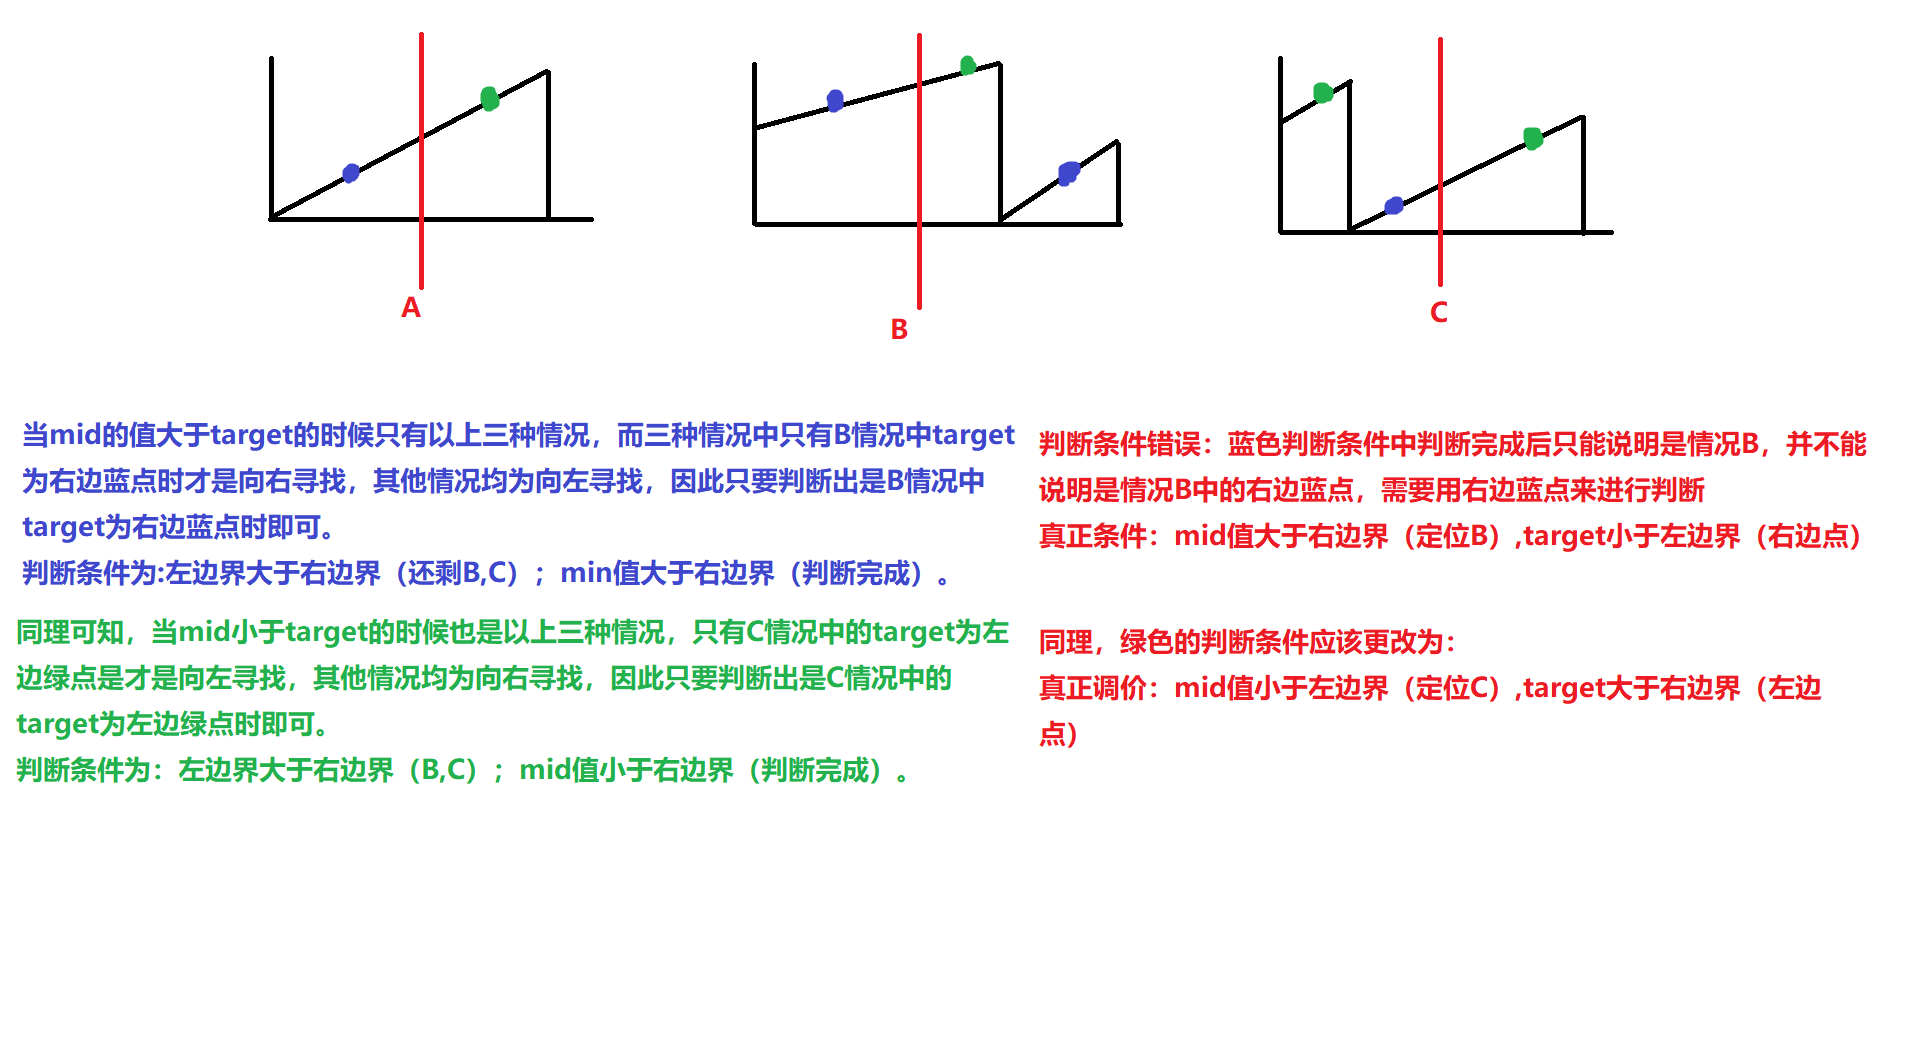 A
B
C
当mid的值大于target的时候只有以上三种情况，而三种情况中只有B情况中target
为右边蓝点时才是向右寻找，其他情况均为向左寻找，因此只要判断出是B情况中
target为右边蓝点时即可。
判断条件为:左边界大于右边界（还剩B,C）；min值大于右边界（判断完成）。
同理可知，当mid小于target的时候也是以上三种情况，只有C情况中的target为左
边绿点是才是向左寻找，其他情况均为向右寻找，因此只要判断出是C情况中的
target为左边绿点时即可。
判断条件为：左边界大于右边界（B,C）；mid值小于右边界（判断完成）。
判断条件错误：蓝色判断条件中判断完成后只能说明是情况B，并不能
说明是情况B中的右边蓝点，需要用右边蓝点来进行判断
真正条件：mid值大于右边界（定位B）,target小于左边界（右边点）
同理，绿色的判断条件应该更改为：
真正调价：mid值小于左边界（定位C）,target大于右边界（左边
点）